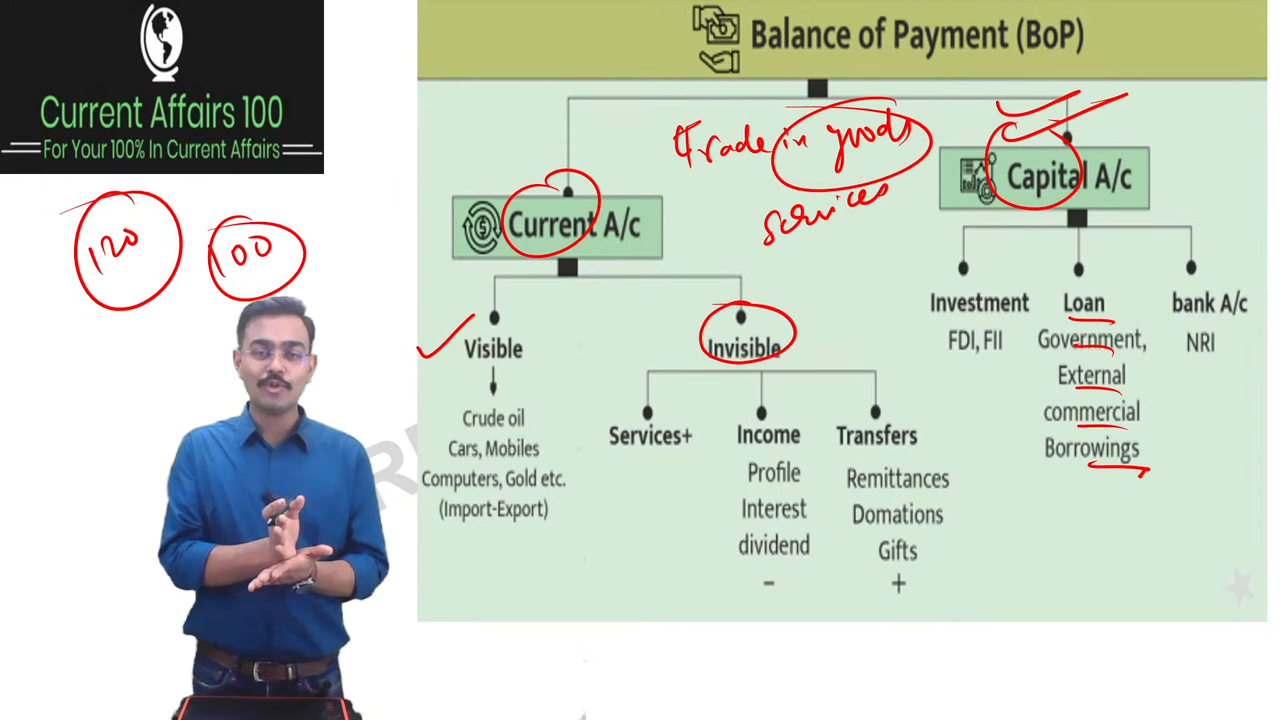 Current Affairs 100
For Your 100% In Current Affairs
Balance of Payment (BoP)
Trade in goods
services
120
100
Current A/c
Capital A/c
Visible
Crude oil
Cars, Mobiles
Computers, Gold etc.
(Import-Export)
Invisible
Services+
Income
Profile
Interest
dividend
–
Transfers
Remittances
Domations
Gifts
+
Investment
FDI, FII
Loan
Government,
External
commercial
Borrowings
bank A/c
NRI